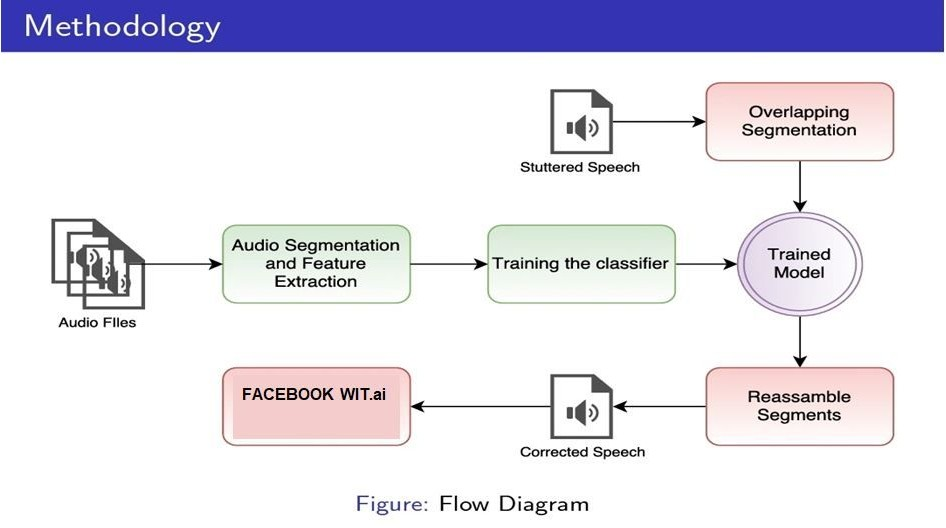 Methodology
Stuttered Speech
Overlapping
Segmentation
Audio FIles
Audio Segmentation
and Feature
Extraction
Training the classifier
Trained
Model
FACEBOOK WIT.ai
Corrected Speech
Reassamble
Segments
Figure: Flow Diagram